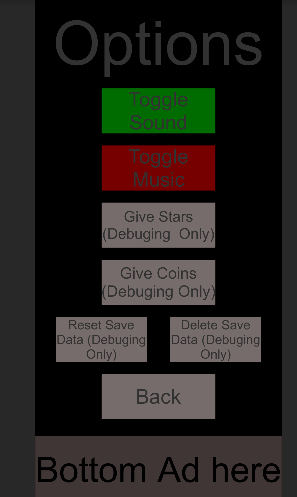 Options
Toggle
Sound
Toggle
Music
Give Stars
(Debuging  Only)
Give Coins
(Debuging Only)
Reset Save
Data (Debuging
Only)
Delete Save
Data (Debuging
Only)
Back
Bottom Ad here